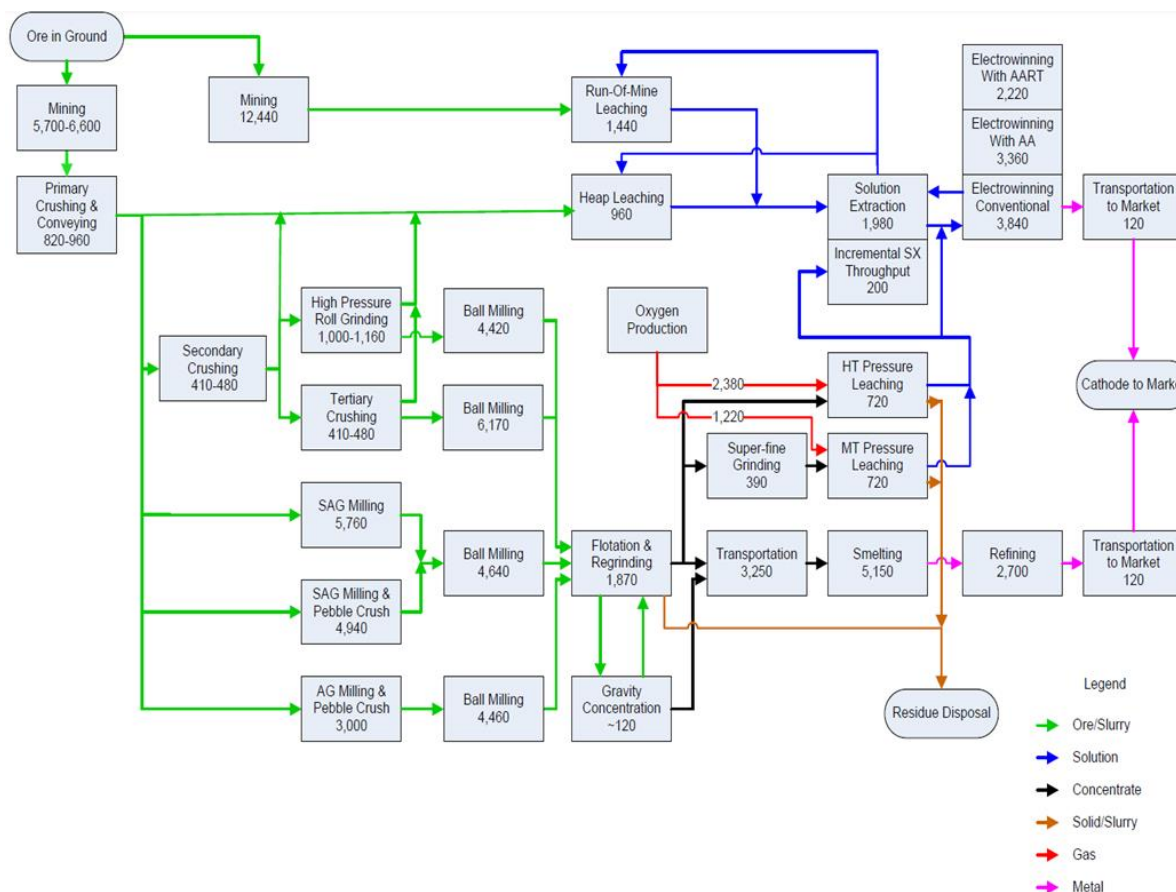 Ore in Ground
Mining
5,700-6,600
Mining
12,440
Run-Of-Mine
Leaching
1,440
Electrowinning
With AART
2,220
Electrowinning
With AA
3,360
Primary
Crushing &
Conveying
820-960
Heap Leaching
960
Solution
Extraction
1,980
Electrowinning
Conventional
3,840
Transportation
to Market
120
Incremental SX
Throughput
200
High Pressure
Roll Grinding
1,000-1,160
Ball Milling
4,420
Oxygen
Production
Secondary
Crushing
410-480
2,380
HT Pressure
Leaching
720
Cathode to Market
Tertiary
Crushing
410-480
Ball Milling
6,170
1,220
Super-fine
Grinding
390
MT Pressure
Leaching
720
SAG Milling
5,760
Ball Milling
4,640
Flotation &
Regrinding
1,870
Transportation
3,250
Smelting
5,150
Refining
2,700
Transportation
to Market
120
SAG Milling &
Pebble Crush
4,940
AG Milling &
Pebble Crush
3,000
Ball Milling
4,460
Gravity
Concentration
~120
Residue Disposal
Legend
Ore/Slurry
Solution
Concentrate
Solid/Slurry
Gas
Metal